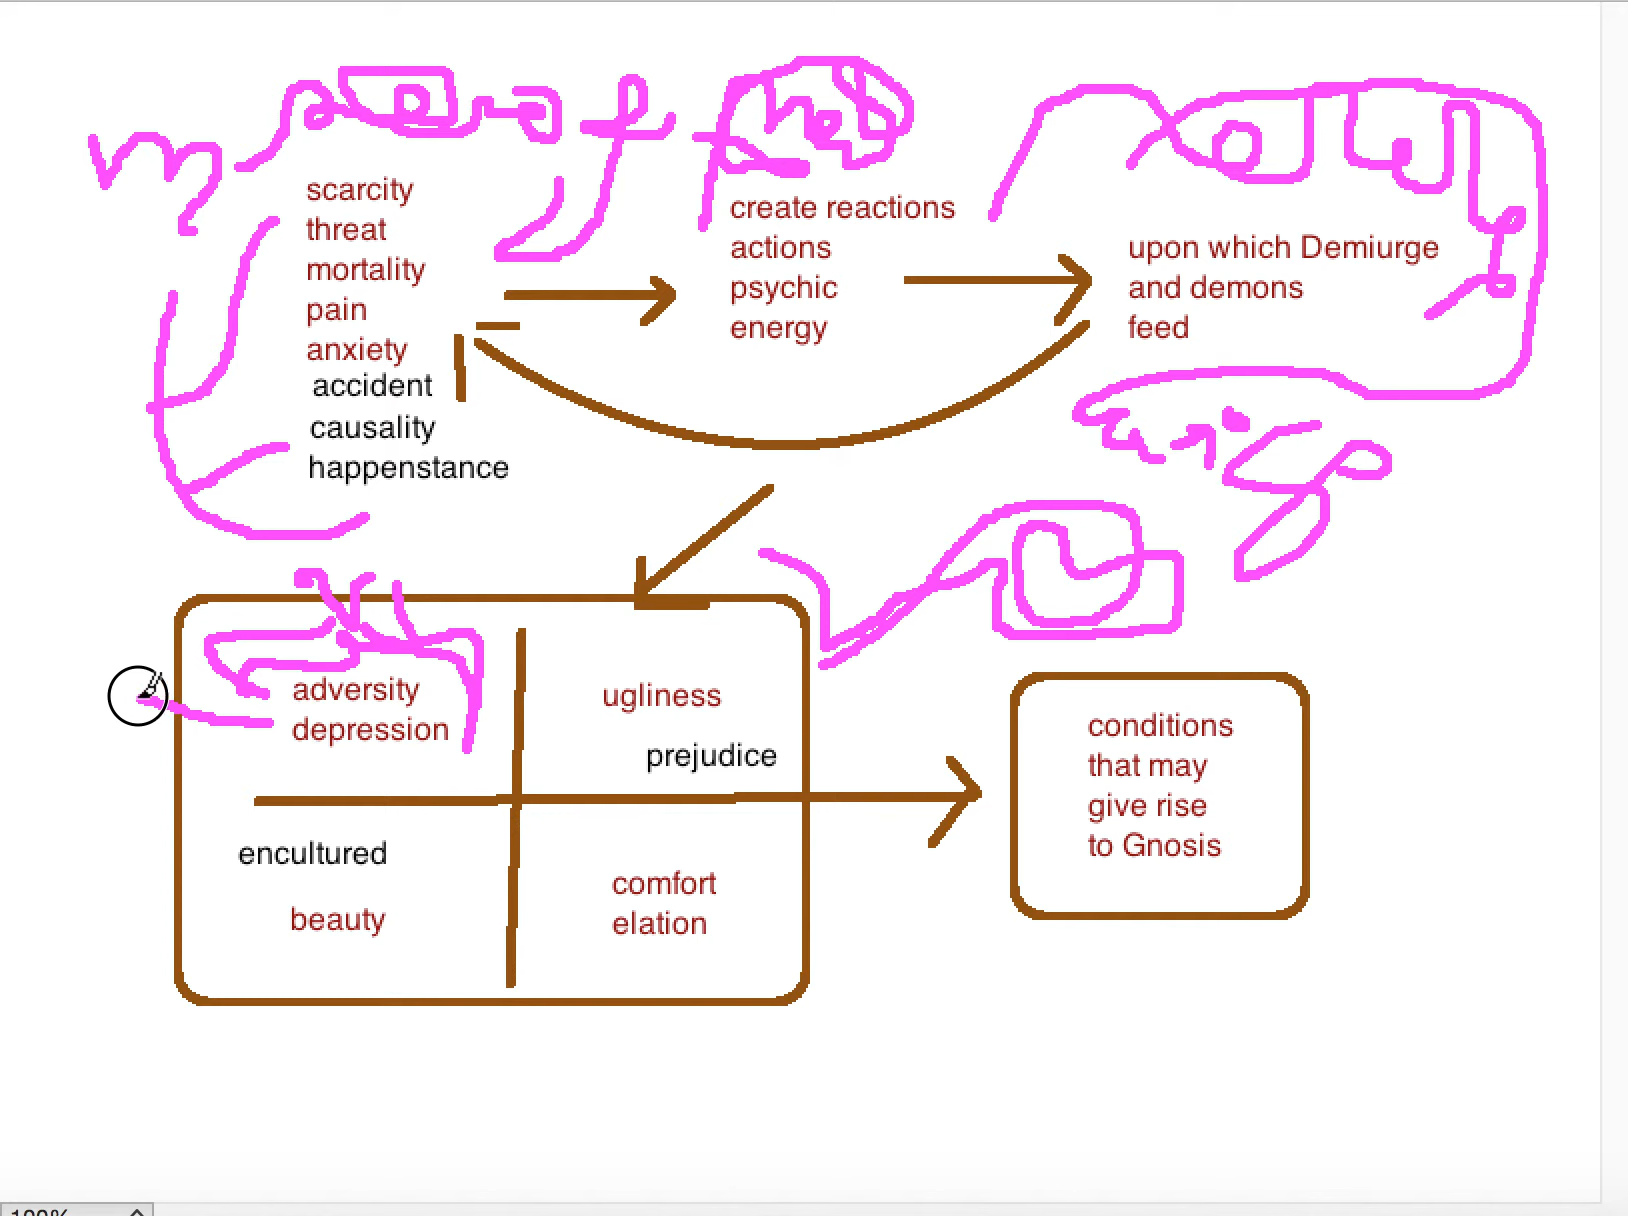 scarcity
threat
mortality
pain
anxiety
accident
causality
happenstance
create reactions
actions
psychic
energy
upon which Demiurge
and demons
feed
adversity
depression
ugliness
prejudice
encultured
beauty
comfort
elation
conditions
that may
give rise
to Gnosis
100%